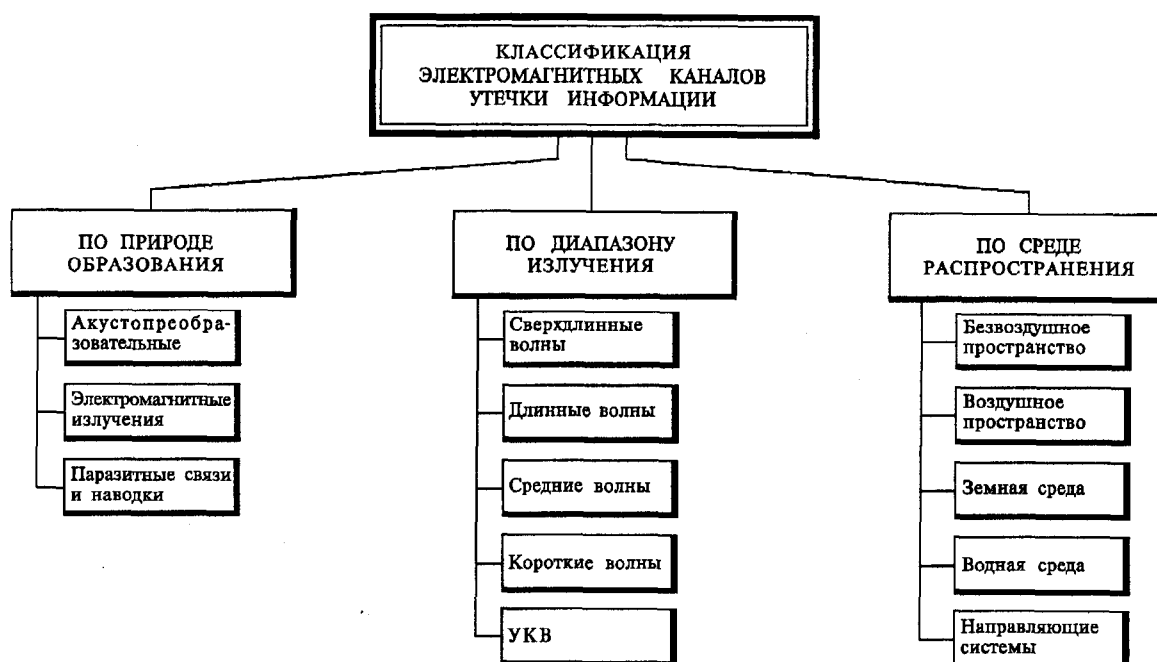 КЛАССИФИКАЦИЯ
ЭЛЕКТРОМАГНИТНЫХ КАНАЛОВ
УТЕЧКИ ИНФОРМАЦИИ
ПО ПРИРОДЕ
ОБРАЗОВАНИЯ
Акустопреобра-
зовательные
Электромагнитные
излучения
Паразитные связи
и наводки
ПО ДИАПАЗОНУ
ИЗЛУЧЕНИЯ
Сверхдлинные
волны
Длинные волны
Средние волны
Короткие волны
УКВ
ПО СРЕДЕ
РАСПРОСТРАНЕНИЯ
Безвоздушное
пространство
Воздушное
пространство
Земная среда
Водная среда
Направляющие
системы